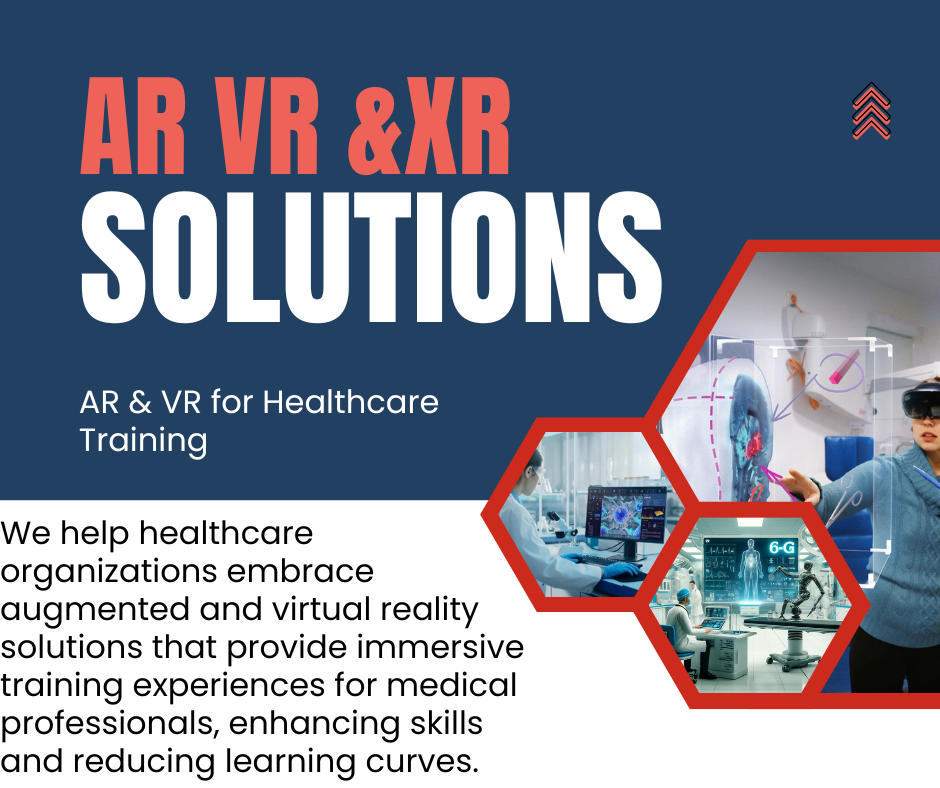 AR VR &XR
SOLUTIONS
AR & VR for Healthcare
Training
We help healthcare
organizations embrace
augmented and virtual reality
solutions that provide immersive
training experiences for medical
professionals, enhancing skills
and reducing learning curves.
6-G